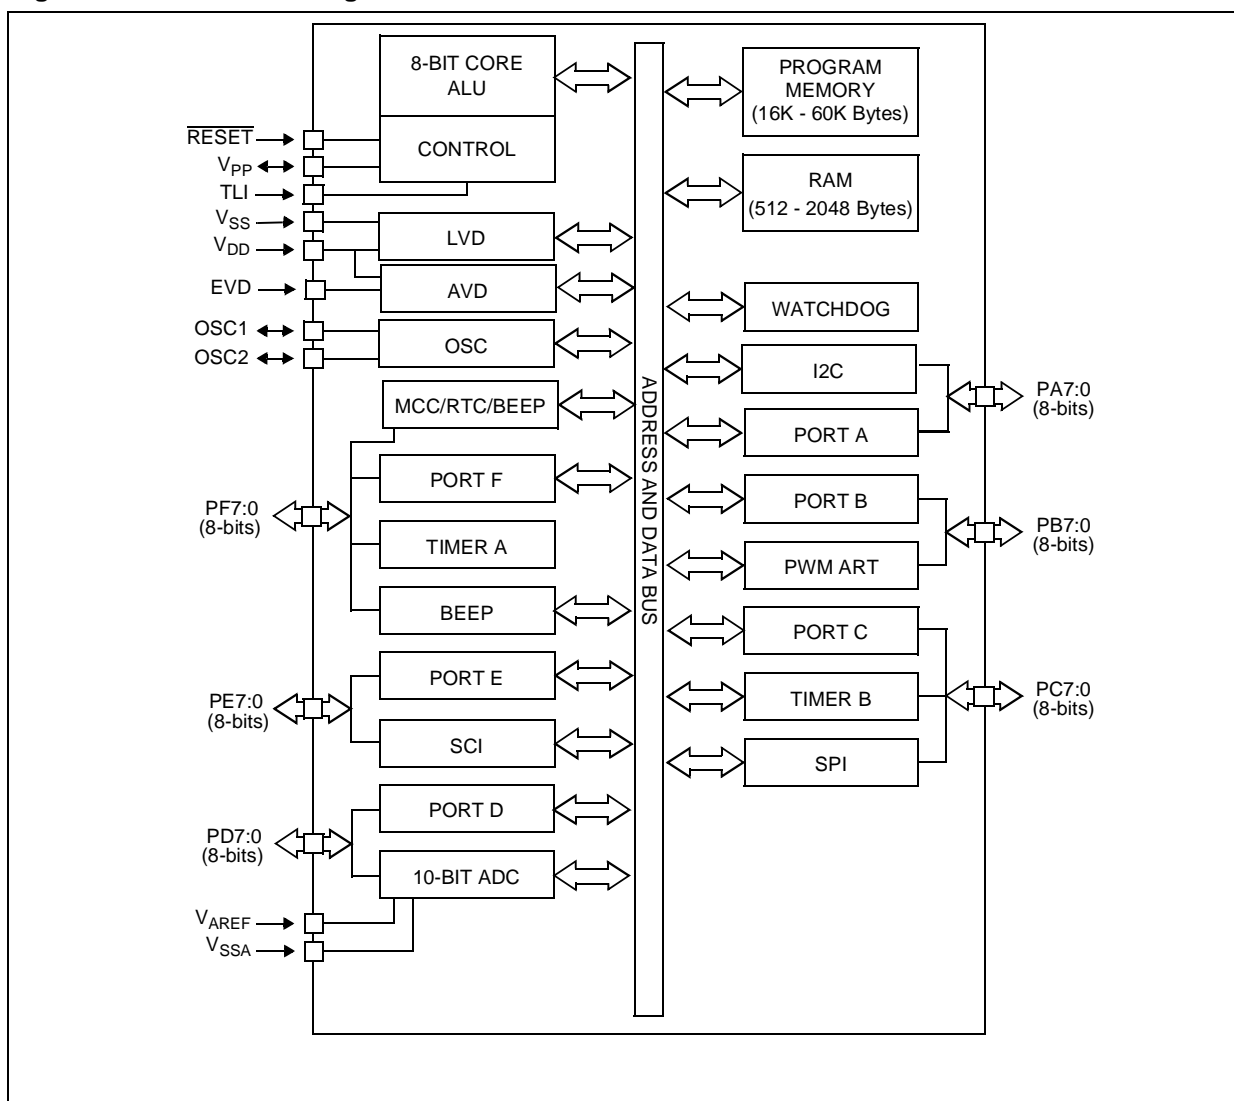 8-BIT CORE
ALU
CONTROL
RESET
VPP
TLI
VSS
VDD
EVD
OSC1
OSC2
LVD
AVD
OSC
MCC/RTC/BEEP
PORT F
TIMER A
BEEP
PF7:0
(8-bits)
PORT E
SCI
PE7:0
(8-bits)
PORT D
10-BIT ADC
PD7:0
(8-bits)
VAREF
VSSA
ADDRESS AND DATA BUS
PROGRAM
MEMORY
(16K - 60K Bytes)
RAM
(512 - 2048 Bytes)
WATCHDOG
I2C
PORT A
PA7:0
(8-bits)
PORT B
PWM ART
PB7:0
(8-bits)
PORT C
TIMER B
SPI
PC7:0
(8-bits)